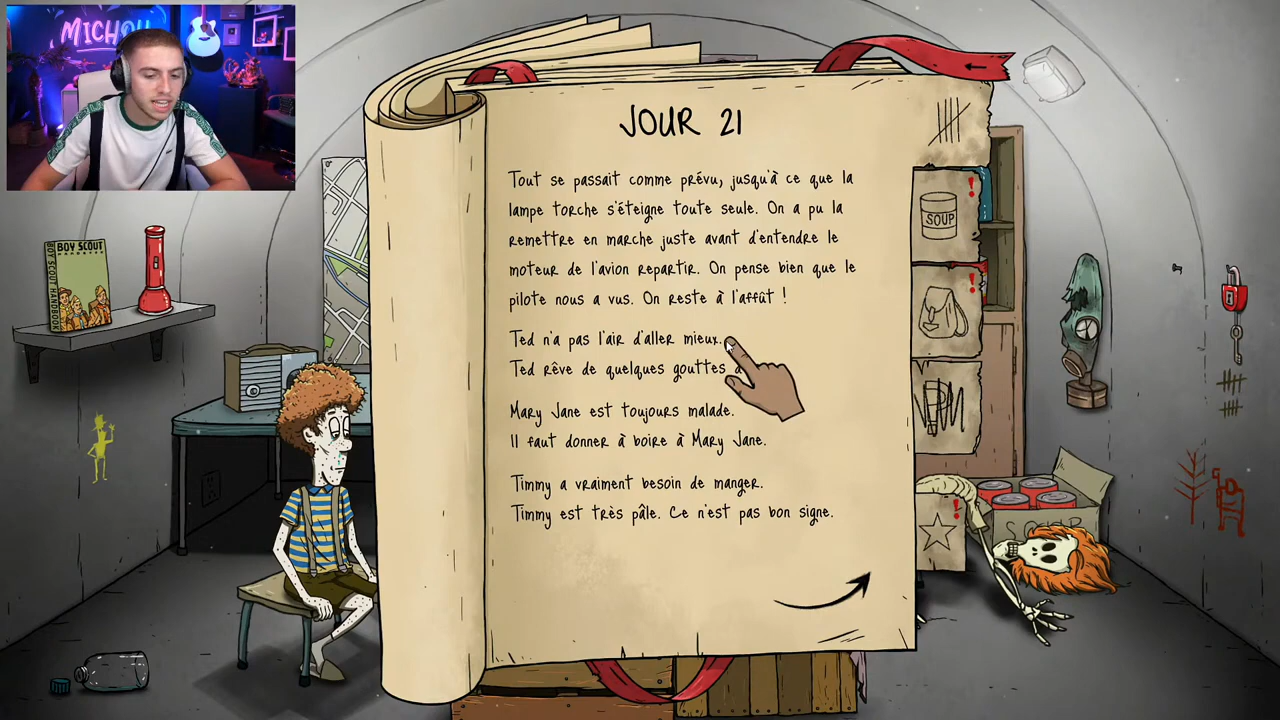 MICHOU
JOUR 21
Tout se passait comme prévu, jusqu'à ce que la
lampe torche s'éteigne toute seule. On a pu la
remettre en marche juste avant d'entendre le
moteur de l'avion repartir. On pense bien que le
pilote nous a vus. On reste à l'affût !
Ted n'a pas l'air d'aller mieux.
Ted rêve de quelques gouttes
Mary Jane est toujours malade.
Il faut donner à boire à Mary Jane.
Timmy a vraiment besoin de manger.
Timmy est très pâle. Ce n'est pas bon signe.
SOUP
BOY SCOUT
BOY SCOUT HANDBOOK
SOUP